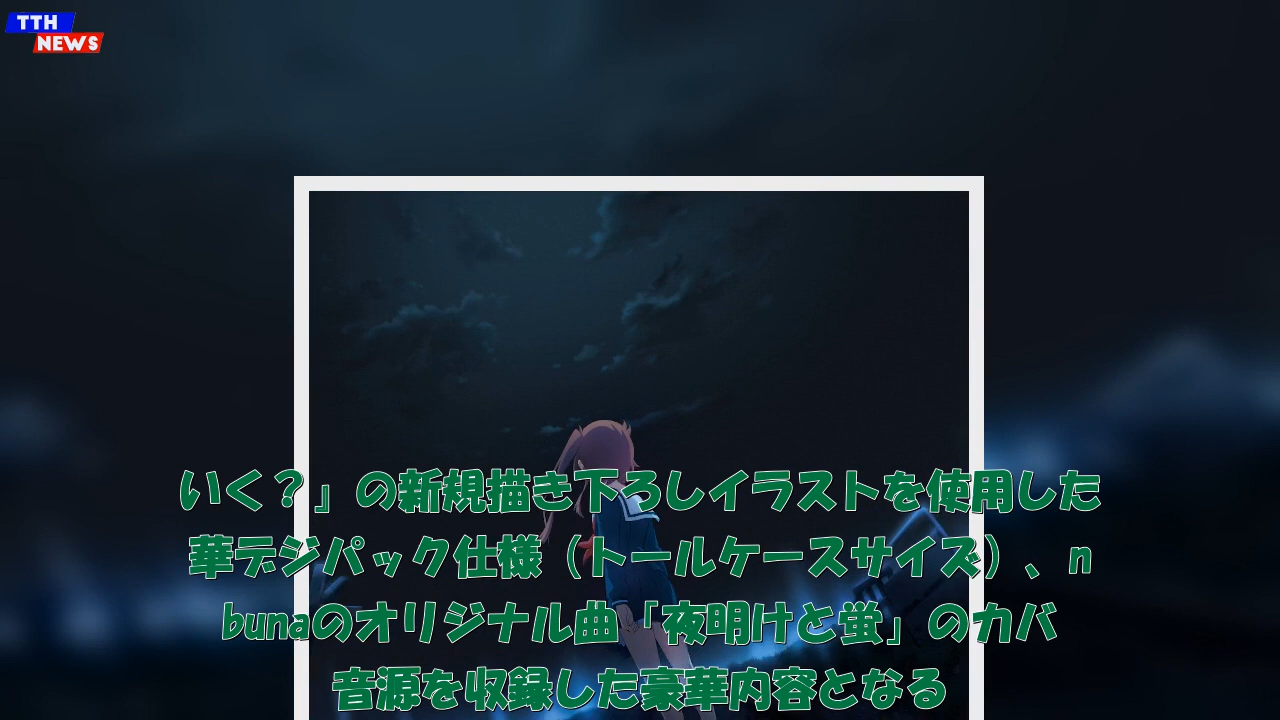 TTH
NEWS
いく？」の新規描き下ろしイラストを使用した
華デジパック仕様（トールケースサイズ）、n
bunaのオリジナル曲「夜明けと蛍」のカバ
音源を収録した豪華内容となる